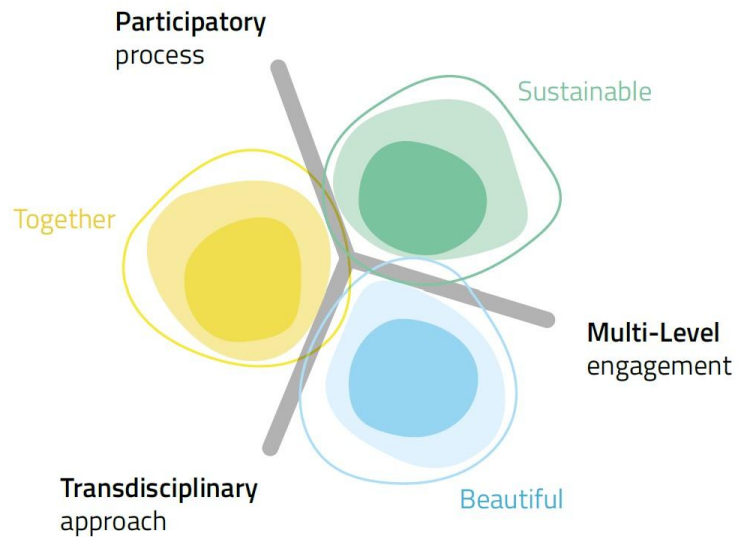 Participatory
process
Sustainable
Together
Multi-Level
engagement
Transdisciplinary
approach
Beautiful